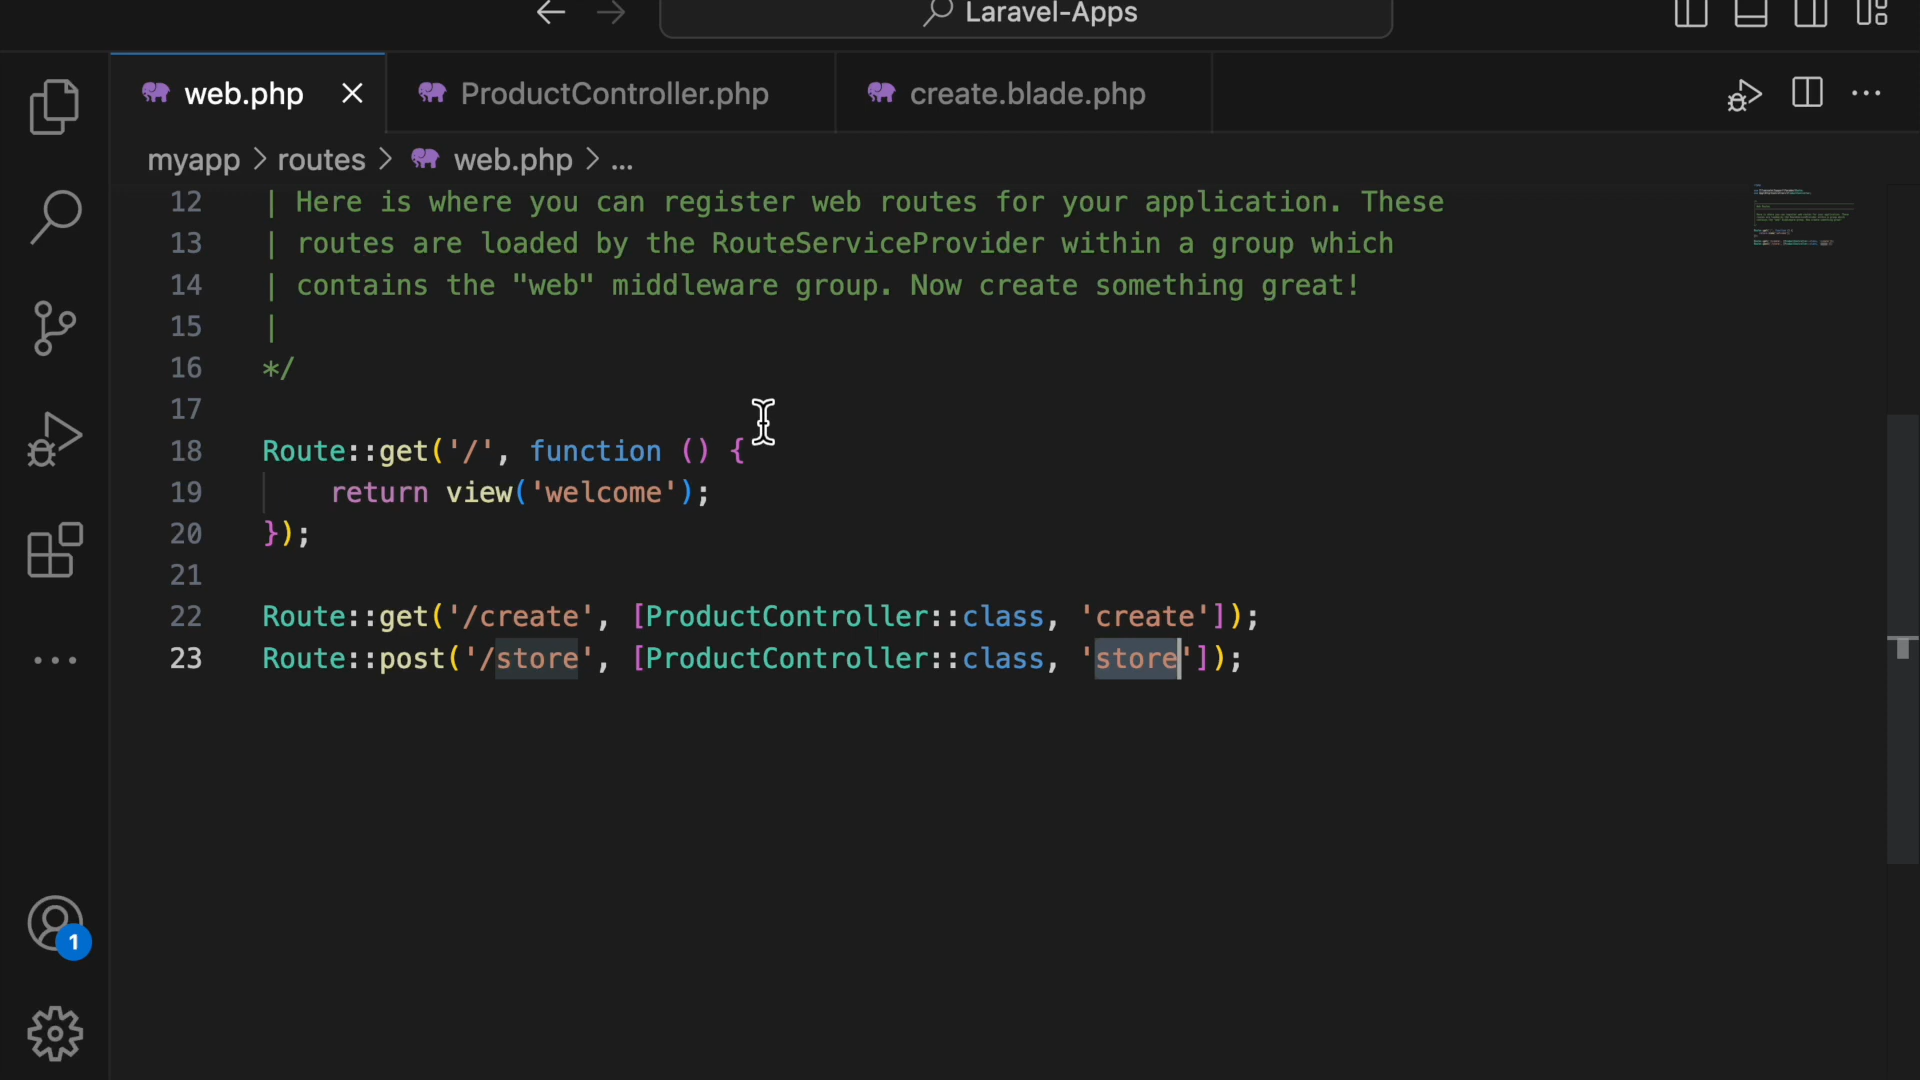 Laravel-Apps
web.php
ProductController.php
create.blade.php
myapp > routes > web.php > ...
12 | Here is where you can register web routes for your application. These
13 | routes are loaded by the RouteServiceProvider within a group which
14 | contains the "web" middleware group. Now create something great!
15 |
16 */
17
18 Route::get('/', function () {
19 return view('welcome');
20 });
21
22 Route::get('/create', [ProductController::class, 'create']);
23 Route::post('/store', [ProductController::class, 'store']);
1